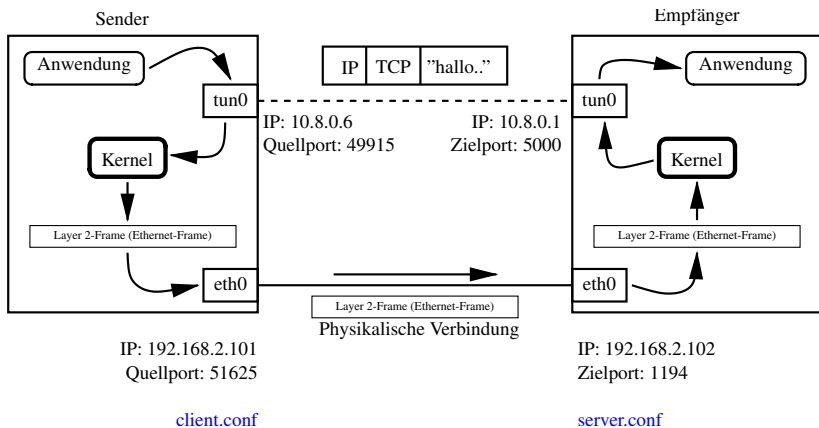 Sender
Empfänger
Anwendung
IP TCP "hallo.."
Anwendung
tun0
tun0
IP: 10.8.0.6
Quellport: 49915
IP: 10.8.0.1
Zielport: 5000
Kernel
Kernel
Layer 2-Frame (Ethernet-Frame)
Layer 2-Frame (Ethernet-Frame)
eth0
eth0
Layer 2-Frame (Ethernet-Frame)
Physikalische Verbindung
IP: 192.168.2.101
Quellport: 51625
IP: 192.168.2.102
Zielport: 1194
client.conf
server.conf